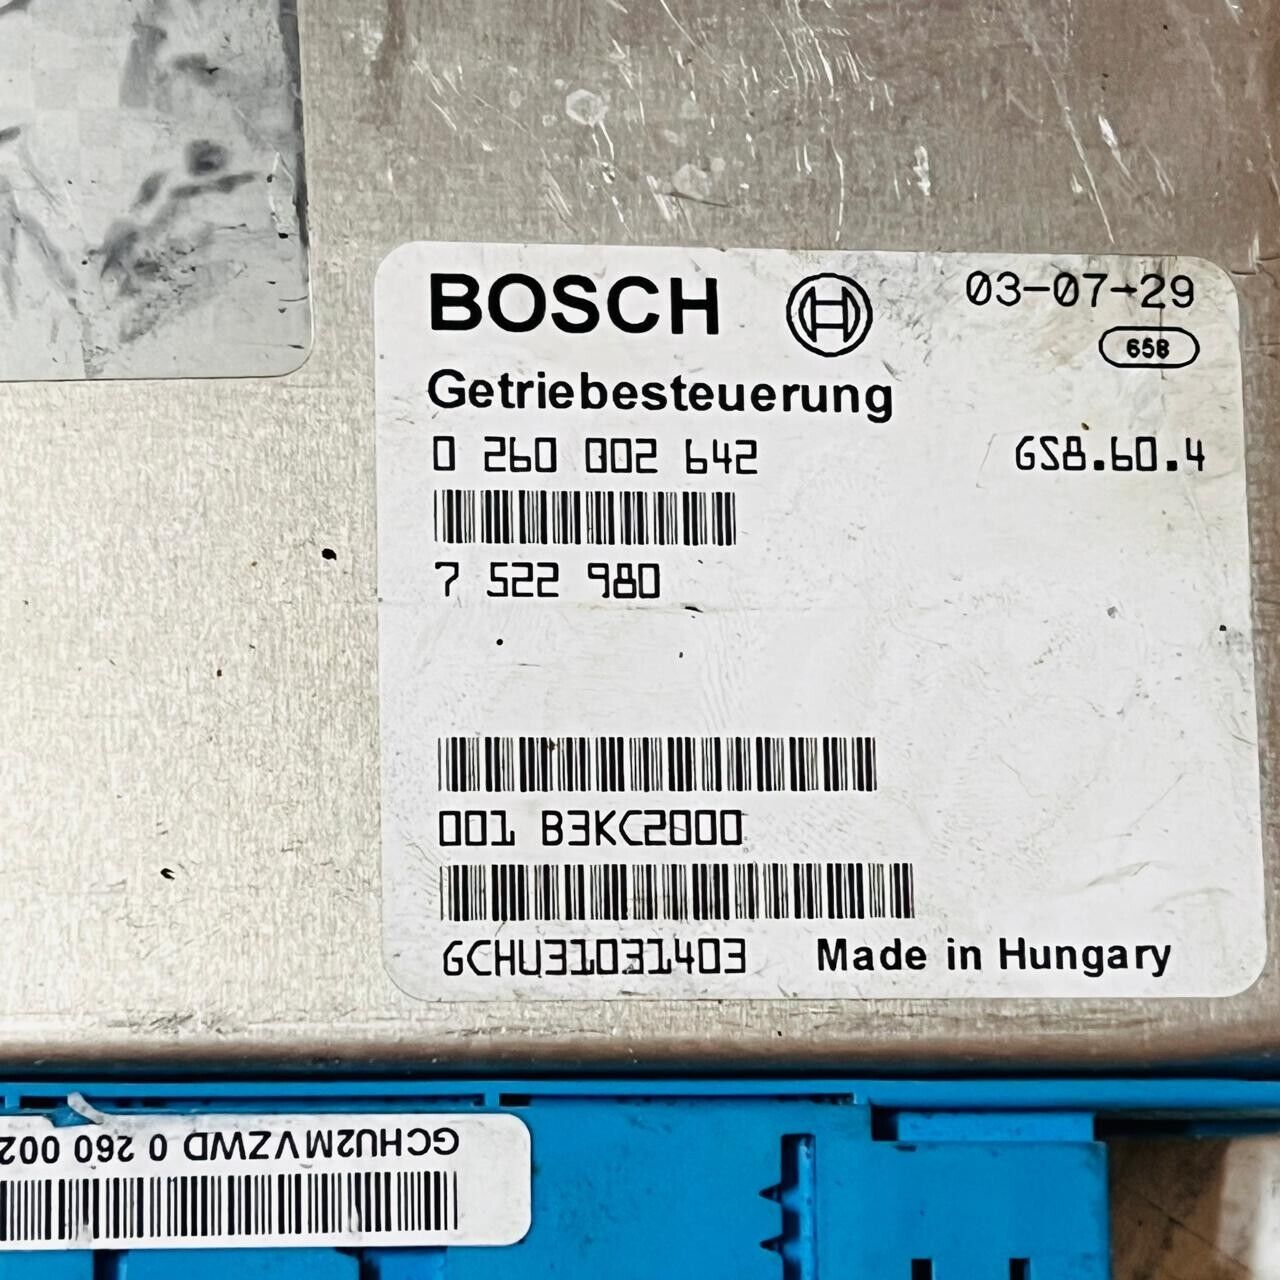 BOSCH 03-07-29
658
Getriebesteuerung
0 260 002 642 GS8.60.4
7 522 980
001 B3KC2000
GCHU31031403 Made in Hungary
GCHU2MVZWD 0 260 002